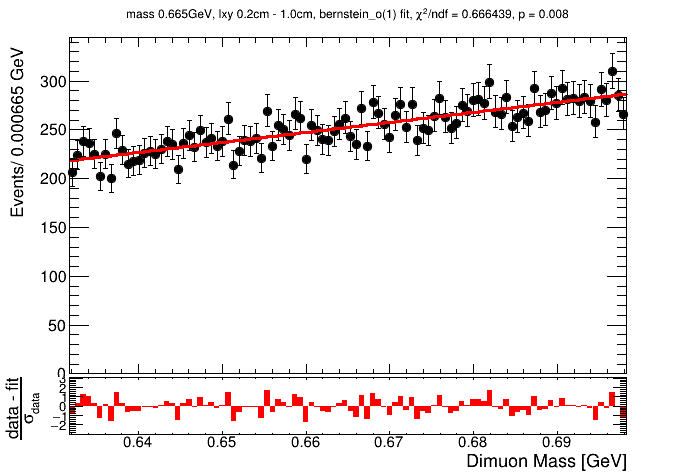 mass 0.665GeV, lxy 0.2cm - 1.0cm, bernstein_o(1) fit, χ²/ndf = 0.666439, p = 0.008
Events/ 0.000665 GeV
300
250
200
150
100
50
0
data - fit
σdata
3
2
1
0
−1
−2
0.64 0.65 0.66 0.67 0.68 0.69
Dimuon Mass [GeV]